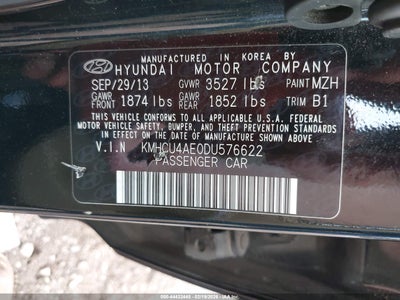 MANUFACTURED IN KOREA BY
HYUNDAI MOTOR COMPANY
SEP/29/13 GVWR 3527 lbs PAINT MZH
GAWR FRONT 1874 lbs GAWR REAR 1852 lbs TRIM B1
THIS VEHICLE CONFORMS TO ALL APPLICABLE U.S.A. FEDERAL
MOTOR VEHICLE SAFETY, BUMPER, AND THEFT PREVENTION
STANDARDS IN EFFECT ON THE DATE OF MANUFACTURE
SHOWN ABOVE.
V.I.N KMHCU4AE0DU576622
PASSENGER CAR